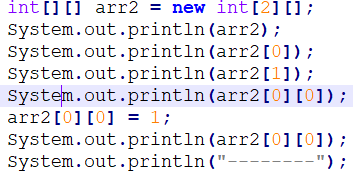 int[][] arr2 = new int[2][];
System.out.println(arr2);
System.out.println(arr2[0]);
System.out.println(arr2[1]);
System.out.println(arr2[0][0]);
arr2[0][0] = 1;
System.out.println(arr2[0][0]);
System.out.println("--------");